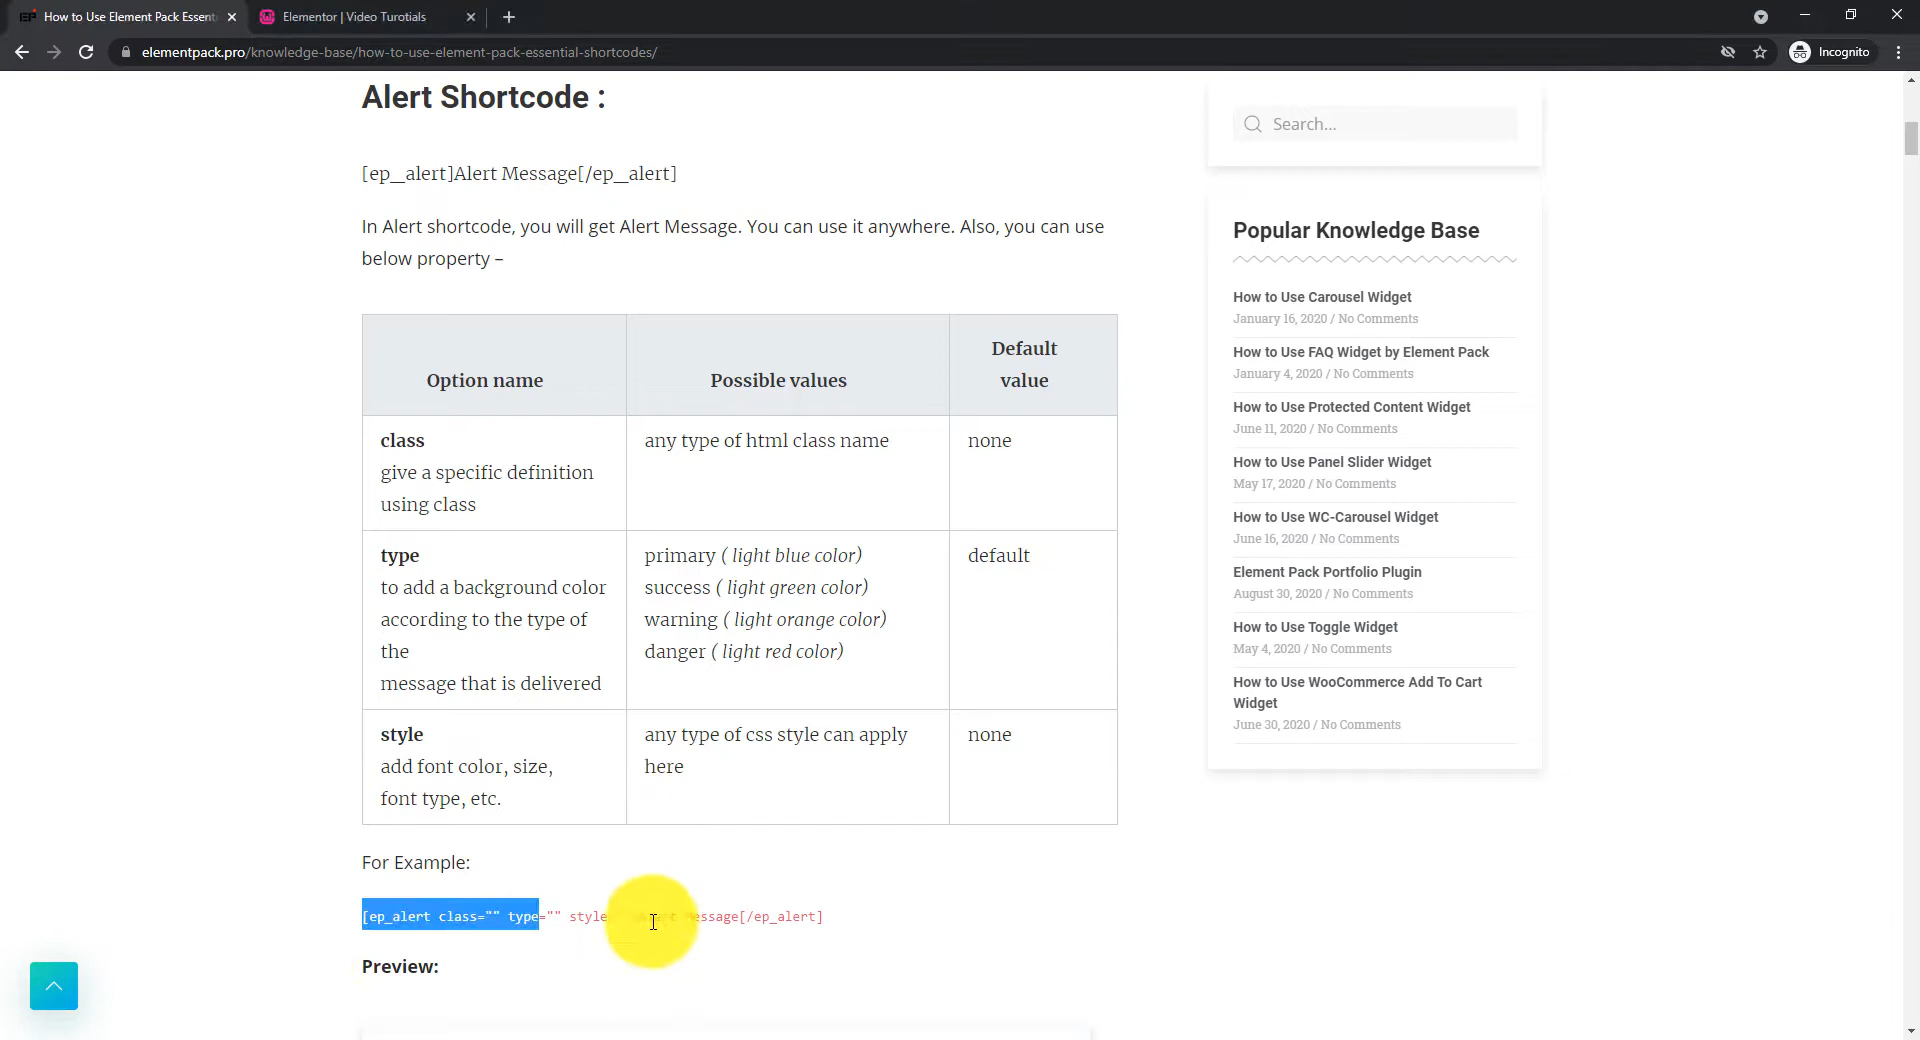 How to Use Element Pack Essent
Elementor | Video Turotials
elementpack.pro/knowledge-base/how-to-use-element-pack-essential-shortcodes/
Incognito
Alert Shortcode :
[ep_alert]Alert Message[/ep_alert]
In Alert shortcode, you will get Alert Message. You can use it anywhere. Also, you can use
below property –
Option name
Possible values
Default
value
class
give a specific definition
using class
any type of html class name
none
type
to add a background color
according to the type of
the
message that is delivered
primary ( light blue color)
success ( light green color)
warning ( light orange color)
danger ( light red color)
default
style
add font color, size,
font type, etc.
any type of css style can apply
here
none
For Example:
[ep_alert class="" type="" style Message[/ep_alert]
Preview:
Search...
Popular Knowledge Base
How to Use Carousel Widget
January 16, 2020 / No Comments
How to Use FAQ Widget by Element Pack
January 4, 2020 / No Comments
How to Use Protected Content Widget
June 11, 2020 / No Comments
How to Use Panel Slider Widget
May 17, 2020 / No Comments
How to Use WC-Carousel Widget
June 16, 2020 / No Comments
Element Pack Portfolio Plugin
August 30, 2020 / No Comments
How to Use Toggle Widget
May 4, 2020 / No Comments
How to Use WooCommerce Add To Cart
Widget
June 30, 2020 / No Comments